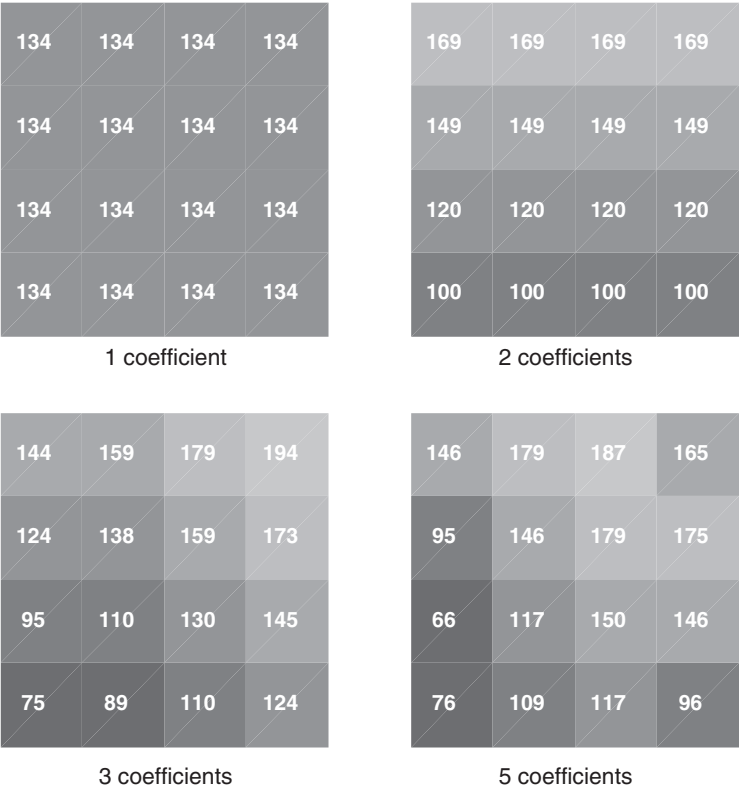 134 134 134 134
134 134 134 134
134 134 134 134
134 134 134 134
1 coefficient
169 169 169 169
149 149 149 149
120 120 120 120
100 100 100 100
2 coefficients
144 159 179 194
124 138 159 173
95 110 130 145
75 89 110 124
3 coefficients
146 179 187 165
95 146 179 175
66 117 150 146
76 109 117 96
5 coefficients